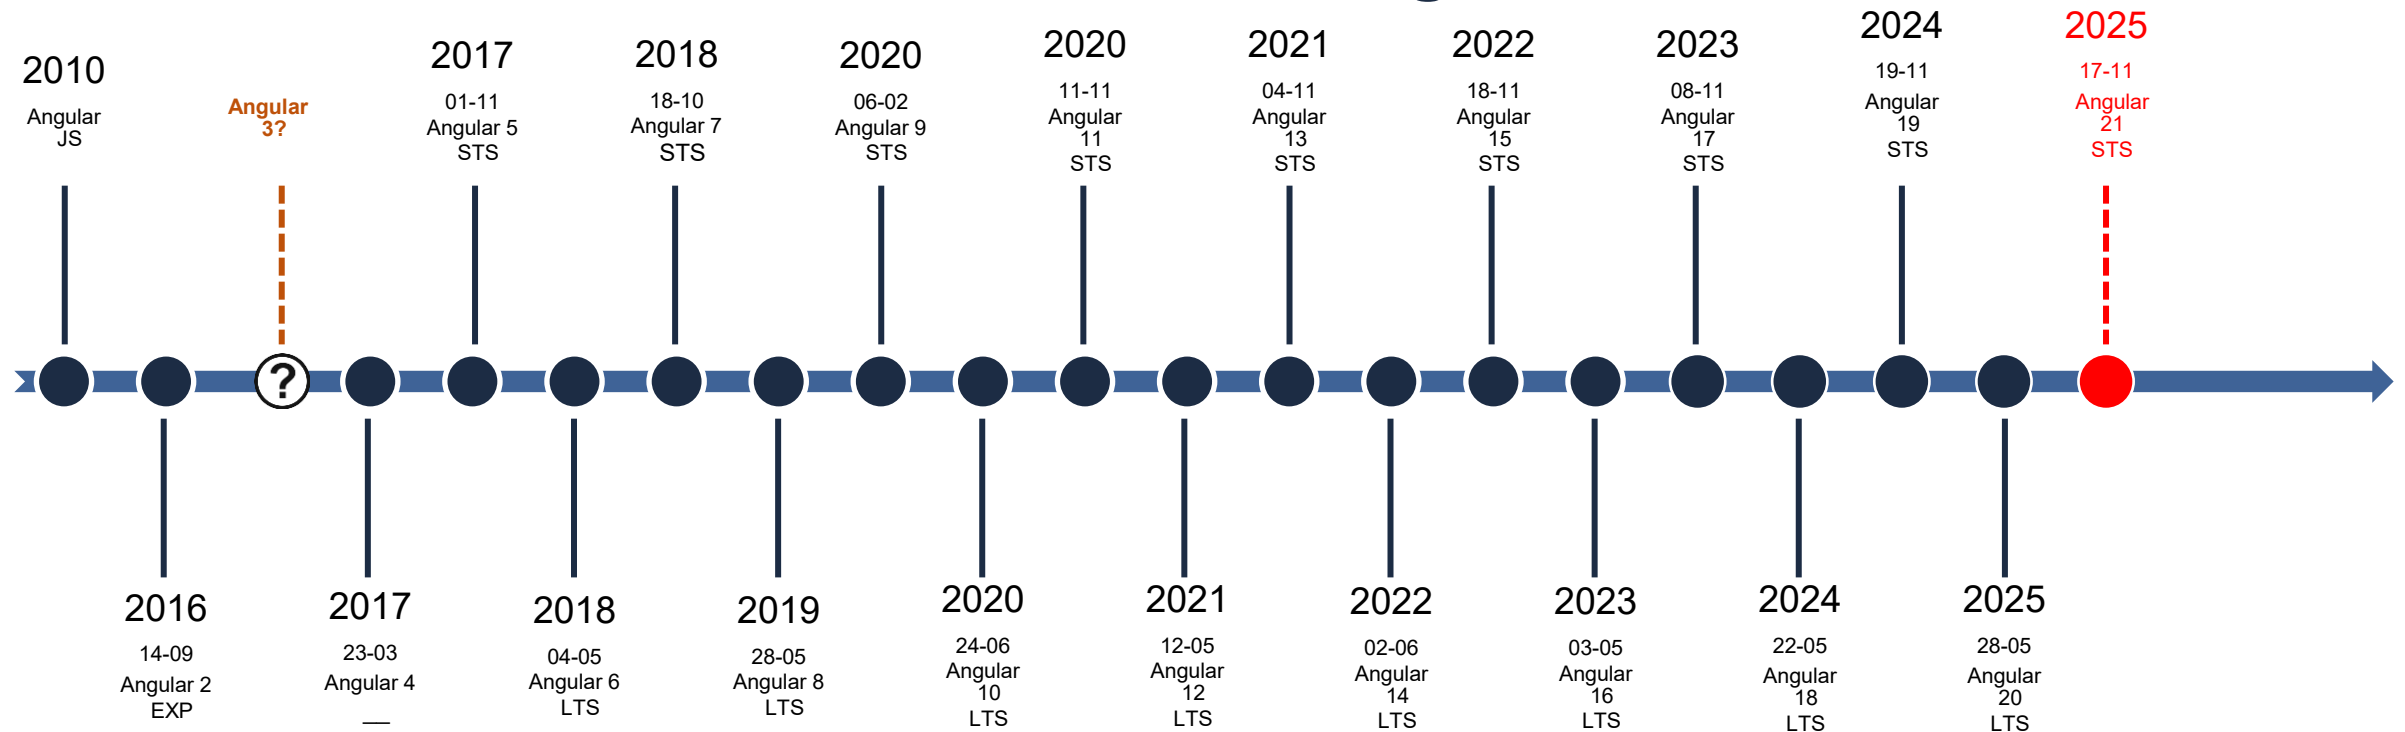 2010
Angular
JS
Angular
3?
2017
01-11
Angular 5
STS
2018
18-10
Angular 7
STS
2020
06-02
Angular 9
STS
2020
11-11
Angular
11
STS
2021
04-11
Angular
13
STS
2022
18-11
Angular
15
STS
2023
08-11
Angular
17
STS
2024
19-11
Angular
19
STS
2025
17-11
Angular
21
STS
?
2016
14-09
Angular 2
EXP
2017
23-03
Angular 4
__
2018
04-05
Angular 6
LTS
2019
28-05
Angular 8
LTS
2020
24-06
Angular
10
LTS
2021
12-05
Angular
12
LTS
2022
02-06
Angular
14
LTS
2023
03-05
Angular
16
LTS
2024
22-05
Angular
18
LTS
2025
28-05
Angular
20
LTS